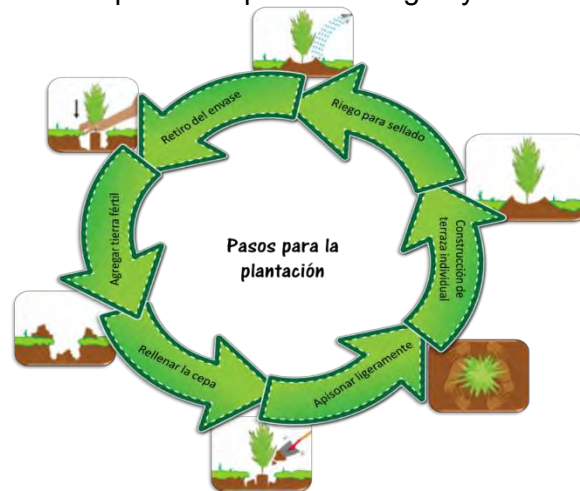 Retiro del envase
Agregar tierra fértil
Rellenar la cepa
Apisonar ligeramente
Construcción de
terraza individual
Riego para sellado
Pasos para la
plantación